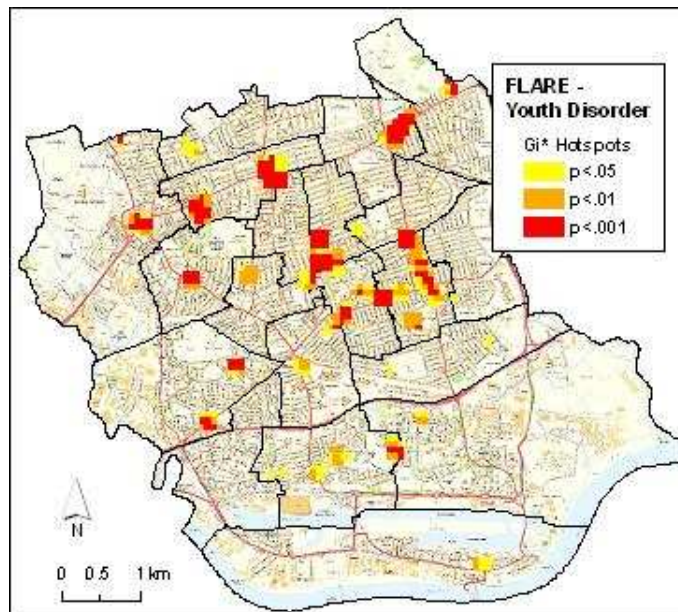 FLARE -
Youth Disorder
Gi* Hotspots
p<.05
p<.01
p<.001
N
0 0.5 1 km